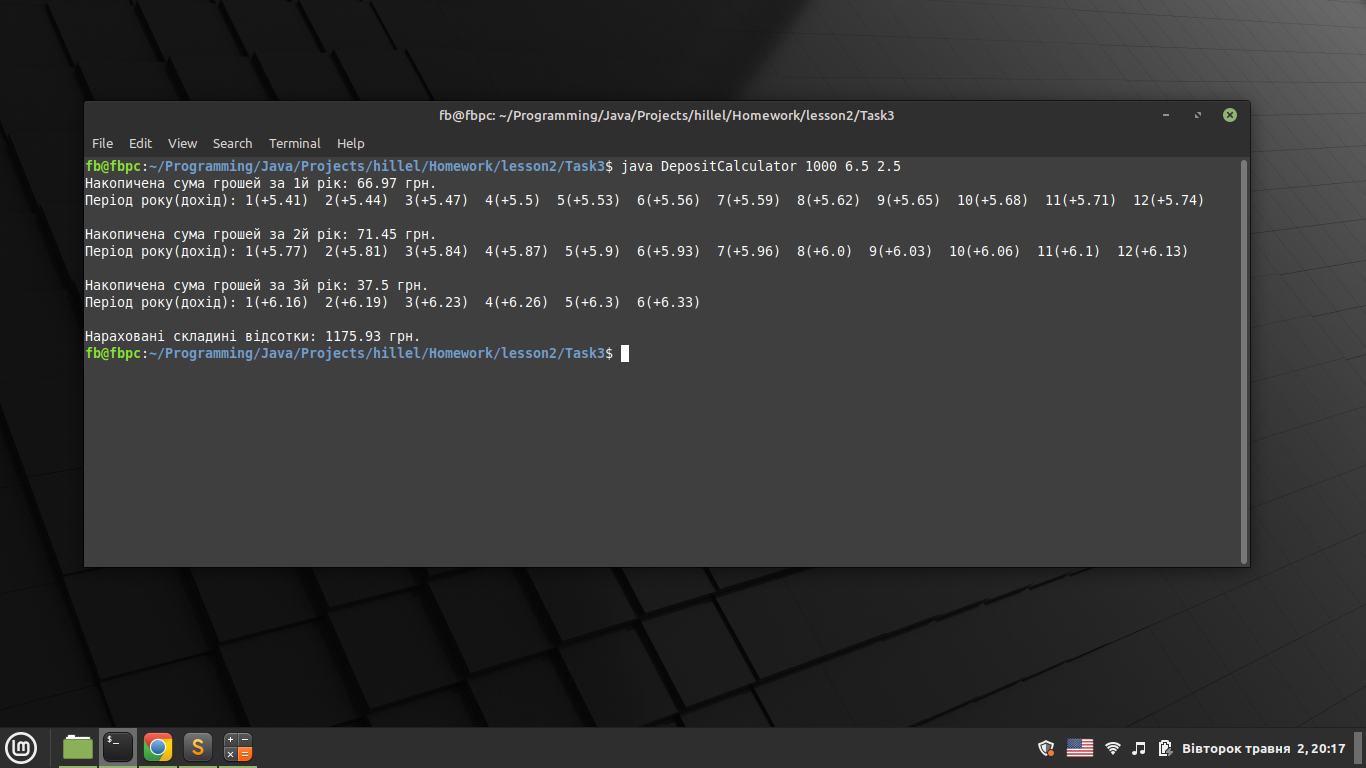 fb@fbpc: ~/Programming/Java/Projects/hillel/Homework/lesson2/Task3
File Edit View Search Terminal Help
fb@fbpc:~/Programming/Java/Projects/hillel/Homework/lesson2/Task3$ java DepositCalculator 1000 6.5 2.5
Накопичена сума грошей за 1й рік: 66.97 грн.
Період року(дохід): 1(+5.41) 2(+5.44) 3(+5.47) 4(+5.5) 5(+5.53) 6(+5.56) 7(+5.59) 8(+5.62) 9(+5.65) 10(+5.68) 11(+5.71) 12(+5.74)
Накопичена сума грошей за 2й рік: 71.45 грн.
Період року(дохід): 1(+5.77) 2(+5.81) 3(+5.84) 4(+5.87) 5(+5.9) 6(+5.93) 7(+5.96) 8(+6.0) 9(+6.03) 10(+6.06) 11(+6.1) 12(+6.13)
Накопичена сума грошей за 3й рік: 37.5 грн.
Період року(дохід): 1(+6.16) 2(+6.19) 3(+6.23) 4(+6.26) 5(+6.3) 6(+6.33)
Нараховані складині відсотки: 1175.93 грн.
fb@fbpc:~/Programming/Java/Projects/hillel/Homework/lesson2/Task3$
Вівторок травня 2, 20:17